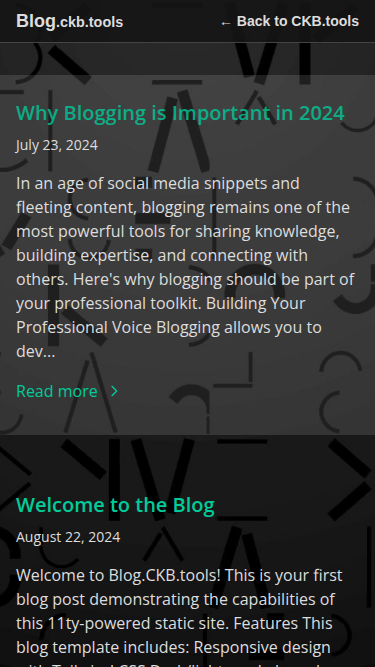 Blog.ckb.tools
← Back to CKB.tools
Why Blogging is Important in 2024
July 23, 2024
In an age of social media snippets and
fleeting content, blogging remains one of the
most powerful tools for sharing knowledge,
building expertise, and connecting with
others. Here's why blogging should be part of
your professional toolkit. Building Your
Professional Voice Blogging allows you to
dev...
Read more
Welcome to the Blog
August 22, 2024
Welcome to Blog.CKB.tools! This is your first
blog post demonstrating the capabilities of
this 11ty-powered static site. Features This
blog template includes: Responsive design